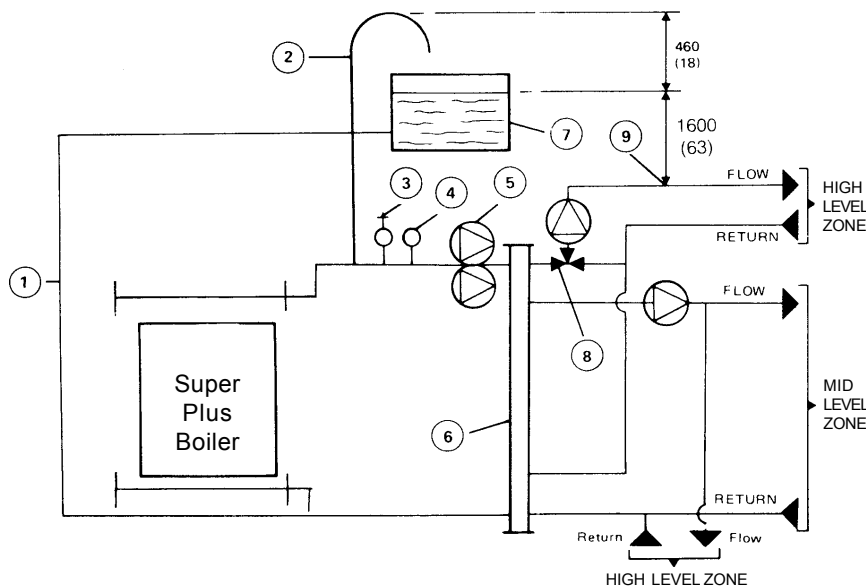 2
460
(18)
7
1600
(63)
9
3
4
5
FLOW
HIGH
LEVEL
ZONE
RETURN
1
FLOW
8
Super
Plus
Boiler
MID
LEVEL
ZONE
6
RETURN
Return
Flow
HIGH LEVEL ZONE